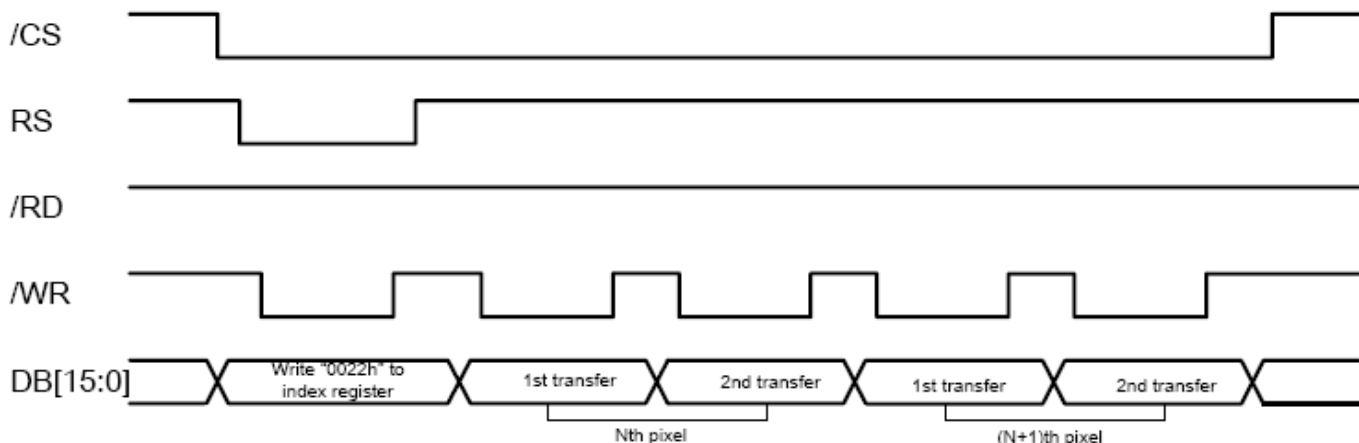 /CS
RS
/RD
/WR
DB[15:0]
Write "0022h" to
index register
1st transfer
2nd transfer
1st transfer
2nd transfer
Nth pixel
(N+1)th pixel